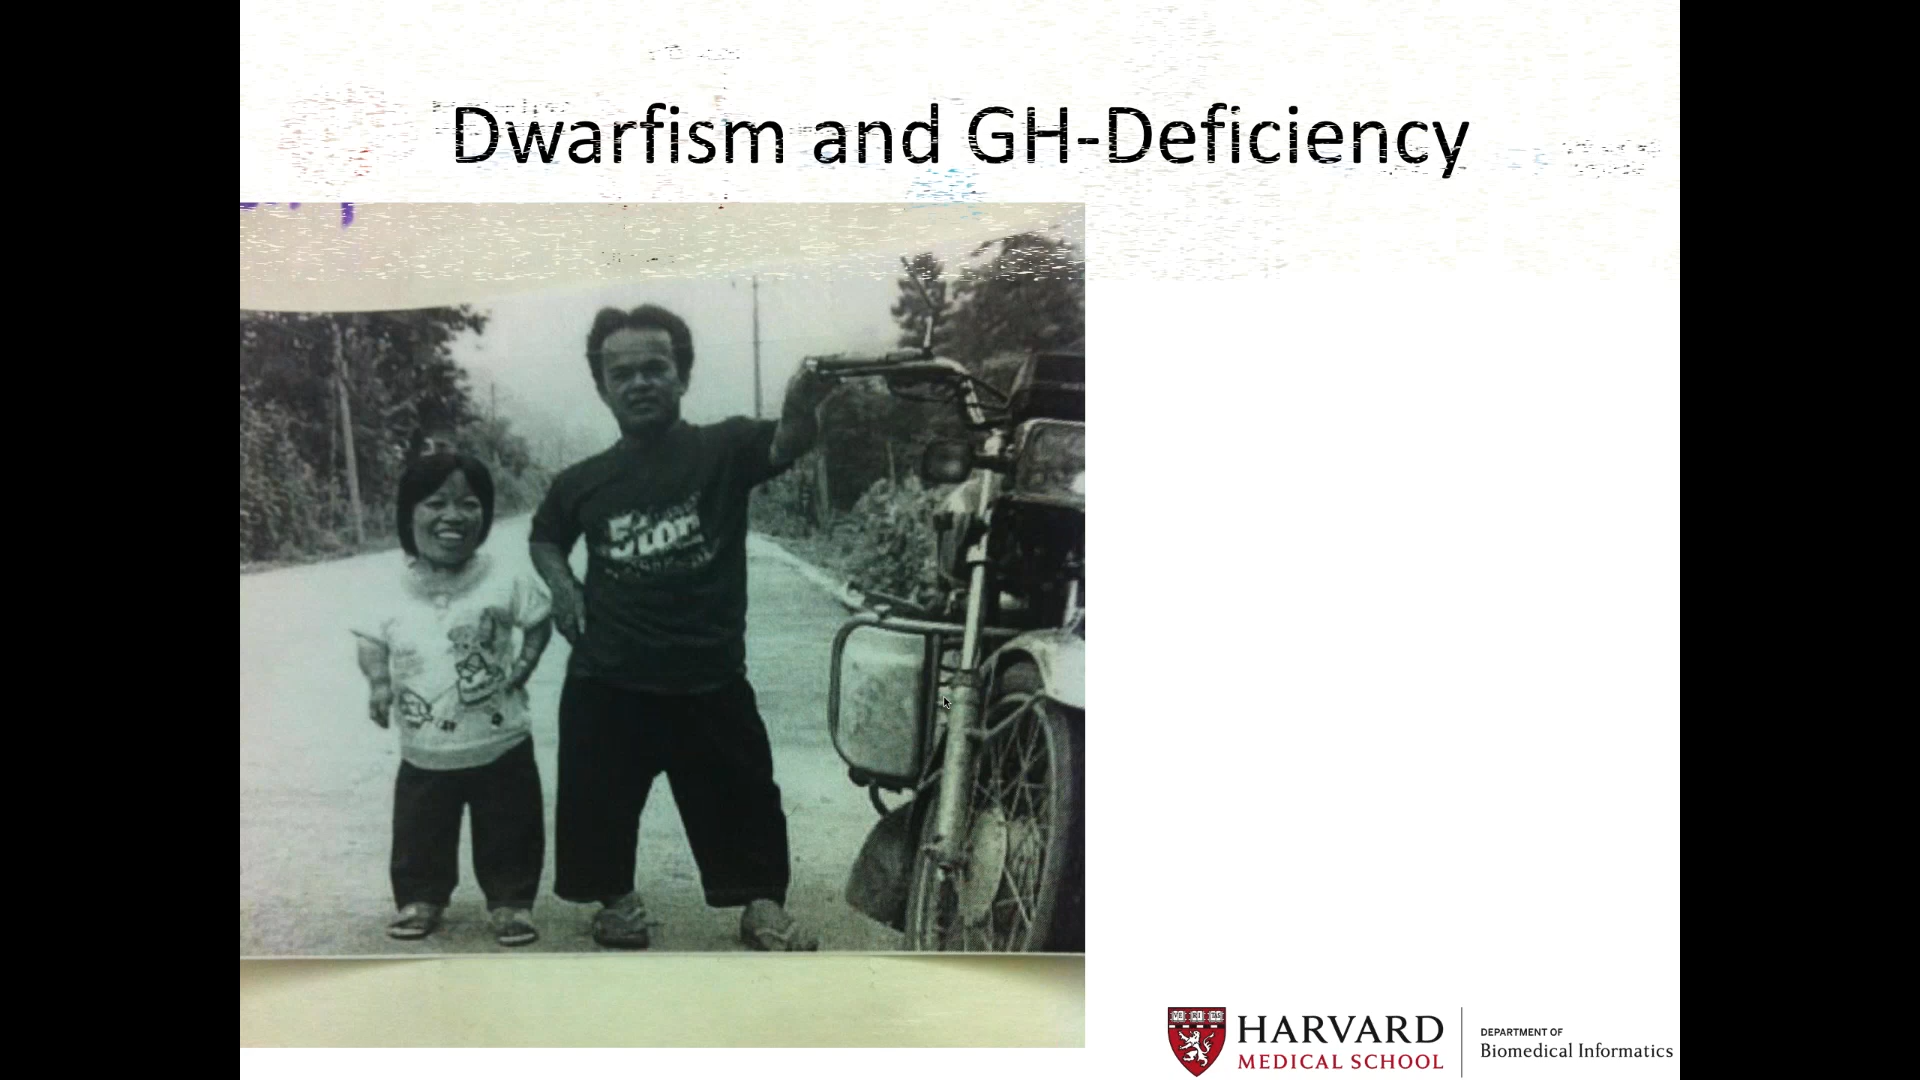 Dwarfism and GH-Deficiency
HARVARD
MEDICAL SCHOOL
DEPARTMENT OF
Biomedical Informatics